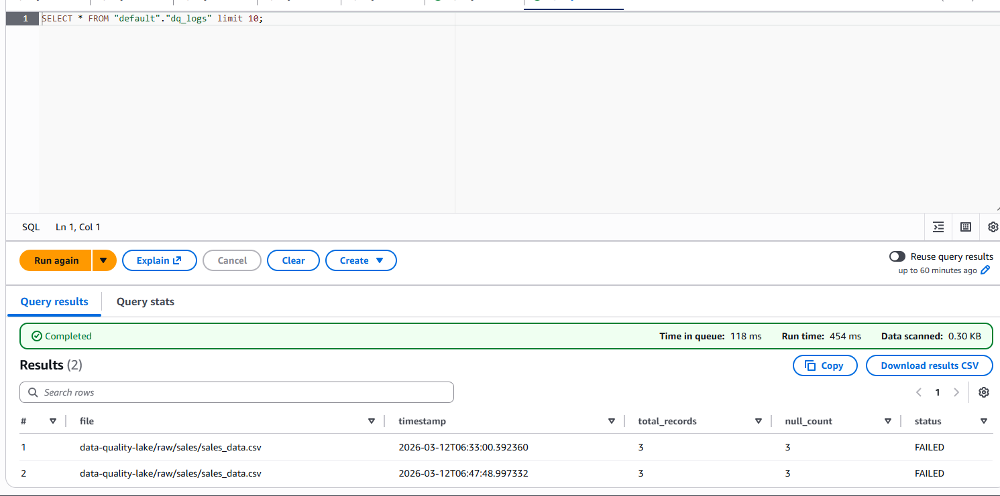 1 SELECT * FROM "default"."dq_logs" limit 10;
SQL Ln 1, Col 1
Run again Explain Cancel Clear Create Reuse query results
up to 60 minutes ago
Query results Query stats
Completed Time in queue: 118 ms Run time: 454 ms Data scanned: 0.30 KB
Results (2) Copy Download results CSV
Search rows 1
# file timestamp total_records null_count status
1 data-quality-lake/raw/sales/sales_data.csv 2026-03-12T06:33:00.392360 3 3 FAILED
2 data-quality-lake/raw/sales/sales_data.csv 2026-03-12T06:47:48.997332 3 3 FAILED